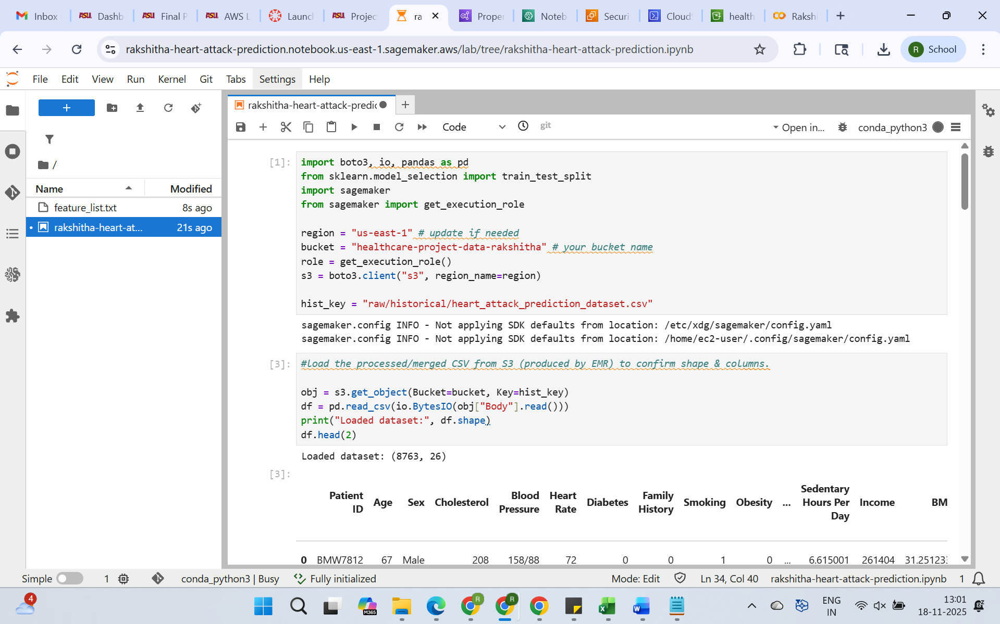 Inbox
ASU Dashb
ASU Final P
ASU AWS L
Launc
ASU Projec
ra
Proper
Noteb
Securi
Cloud
health
Rakshi
rakshitha-heart-attack-prediction.notebook.us-east-1.sagemaker.aws/lab/tree/rakshitha-heart-attack-prediction.ipynb
R School
File Edit View Run Kernel Git Tabs Settings Help
rakshitha-heart-attack-predic
Code
git
Open in...
conda_python3
/
Name Modified
feature_list.txt 8s ago
rakshitha-heart-at... 21s ago
[1]:
import boto3, io, pandas as pd
from sklearn.model_selection import train_test_split
import sagemaker
from sagemaker import get_execution_role
region = "us-east-1" # update if needed
bucket = "healthcare-project-data-rakshitha" # your bucket name
role = get_execution_role()
s3 = boto3.client("s3", region_name=region)
hist_key = "raw/historical/heart_attack_prediction_dataset.csv"
sagemaker.config INFO - Not applying SDK defaults from location: /etc/xdg/sagemaker/config.yaml
sagemaker.config INFO - Not applying SDK defaults from location: /home/ec2-user/.config/sagemaker/config.yaml
[3]:
#load the processed/merged CSV from S3 (produced by EMR) to confirm shape & columns.
obj = s3.get_object(Bucket=bucket, Key=hist_key)
df = pd.read_csv(io.BytesIO(obj["Body"].read()))
print("Loaded dataset:", df.shape)
df.head(2)
Loaded dataset: (8763, 26)
[3]:
Patient ID Age Sex Cholesterol Blood Pressure Heart Rate Diabetes Family History Smoking Obesity ... Sedentary Hours Per Day Income BM
0 BMW7812 67 Male 208 158/88 72 0 0 1 0 ... 6.615001 261404 31.251233
Simple 1 conda_python3 | Busy Fully initialized Mode: Edit Ln 34, Col 40 rakshitha-heart-attack-prediction.ipynb 1
4
M365
R
R
ENG
IN
13:01
18-11-2025